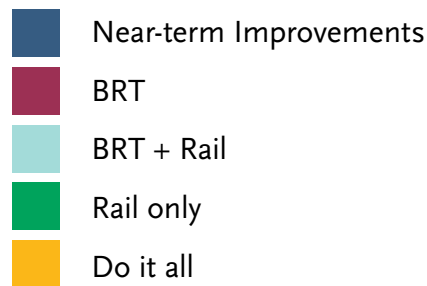 Near-term Improvements
BRT
BRT + Rail
Rail only
Do it all